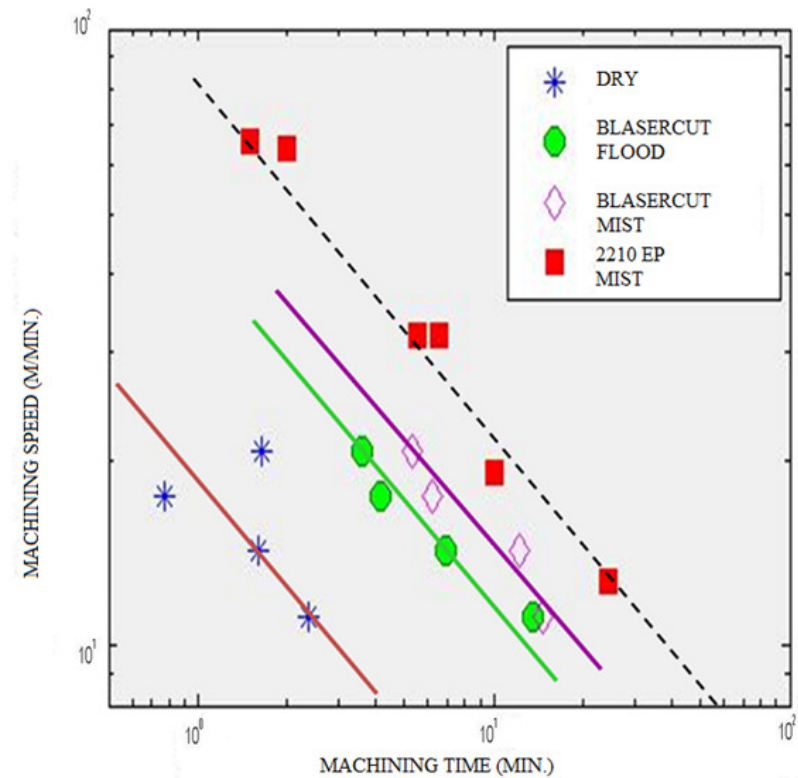 10²
DRY
BLASERCUT
FLOOD
BLASERCUT
MIST
2210 EP
MIST
MACHINING SPEED (M/MIN.)
10¹
10⁰
10¹
10²
MACHINING TIME (MIN.)